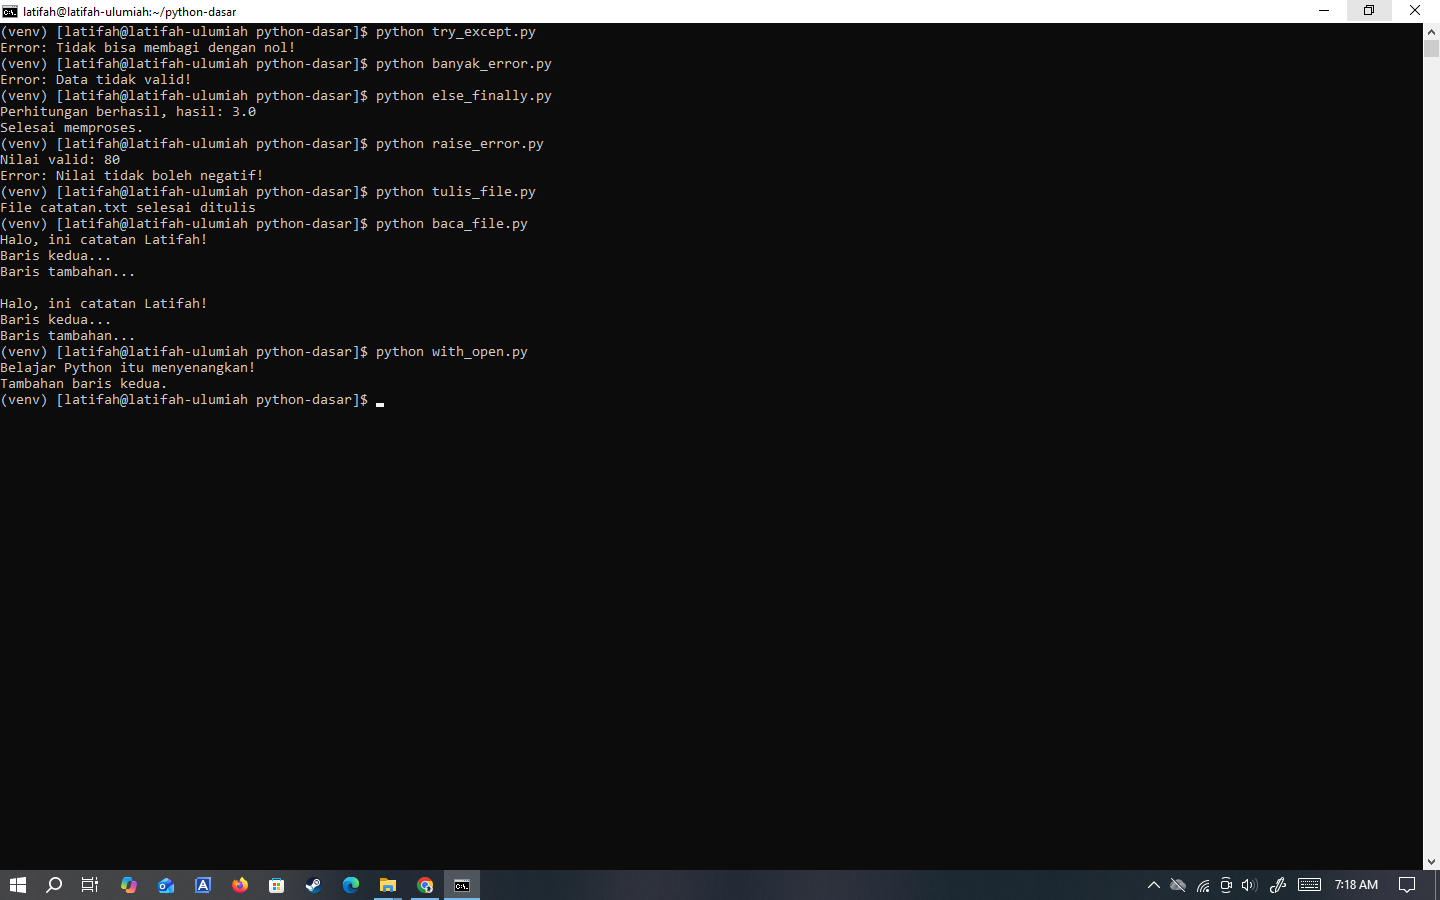 latifah@latifah-ulumiah:~/python-dasar
(venv) [latifah@latifah-ulumiah python-dasar]$ python try_except.py
Error: Tidak bisa membagi dengan nol!
(venv) [latifah@latifah-ulumiah python-dasar]$ python banyak_error.py
Error: Data tidak valid!
(venv) [latifah@latifah-ulumiah python-dasar]$ python else_finally.py
Perhitungan berhasil, hasil: 3.0
Selesai memproses.
(venv) [latifah@latifah-ulumiah python-dasar]$ python raise_error.py
Nilai valid: 80
Error: Nilai tidak boleh negatif!
(venv) [latifah@latifah-ulumiah python-dasar]$ python tulis_file.py
File catatan.txt selesai ditulis
(venv) [latifah@latifah-ulumiah python-dasar]$ python baca_file.py
Halo, ini catatan Latifah!
Baris kedua...
Baris tambahan...

Halo, ini catatan Latifah!
Baris kedua...
Baris tambahan...
(venv) [latifah@latifah-ulumiah python-dasar]$ python with_open.py
Belajar Python itu menyenangkan!
Tambahan baris kedua.
(venv) [latifah@latifah-ulumiah python-dasar]$
7:18 AM